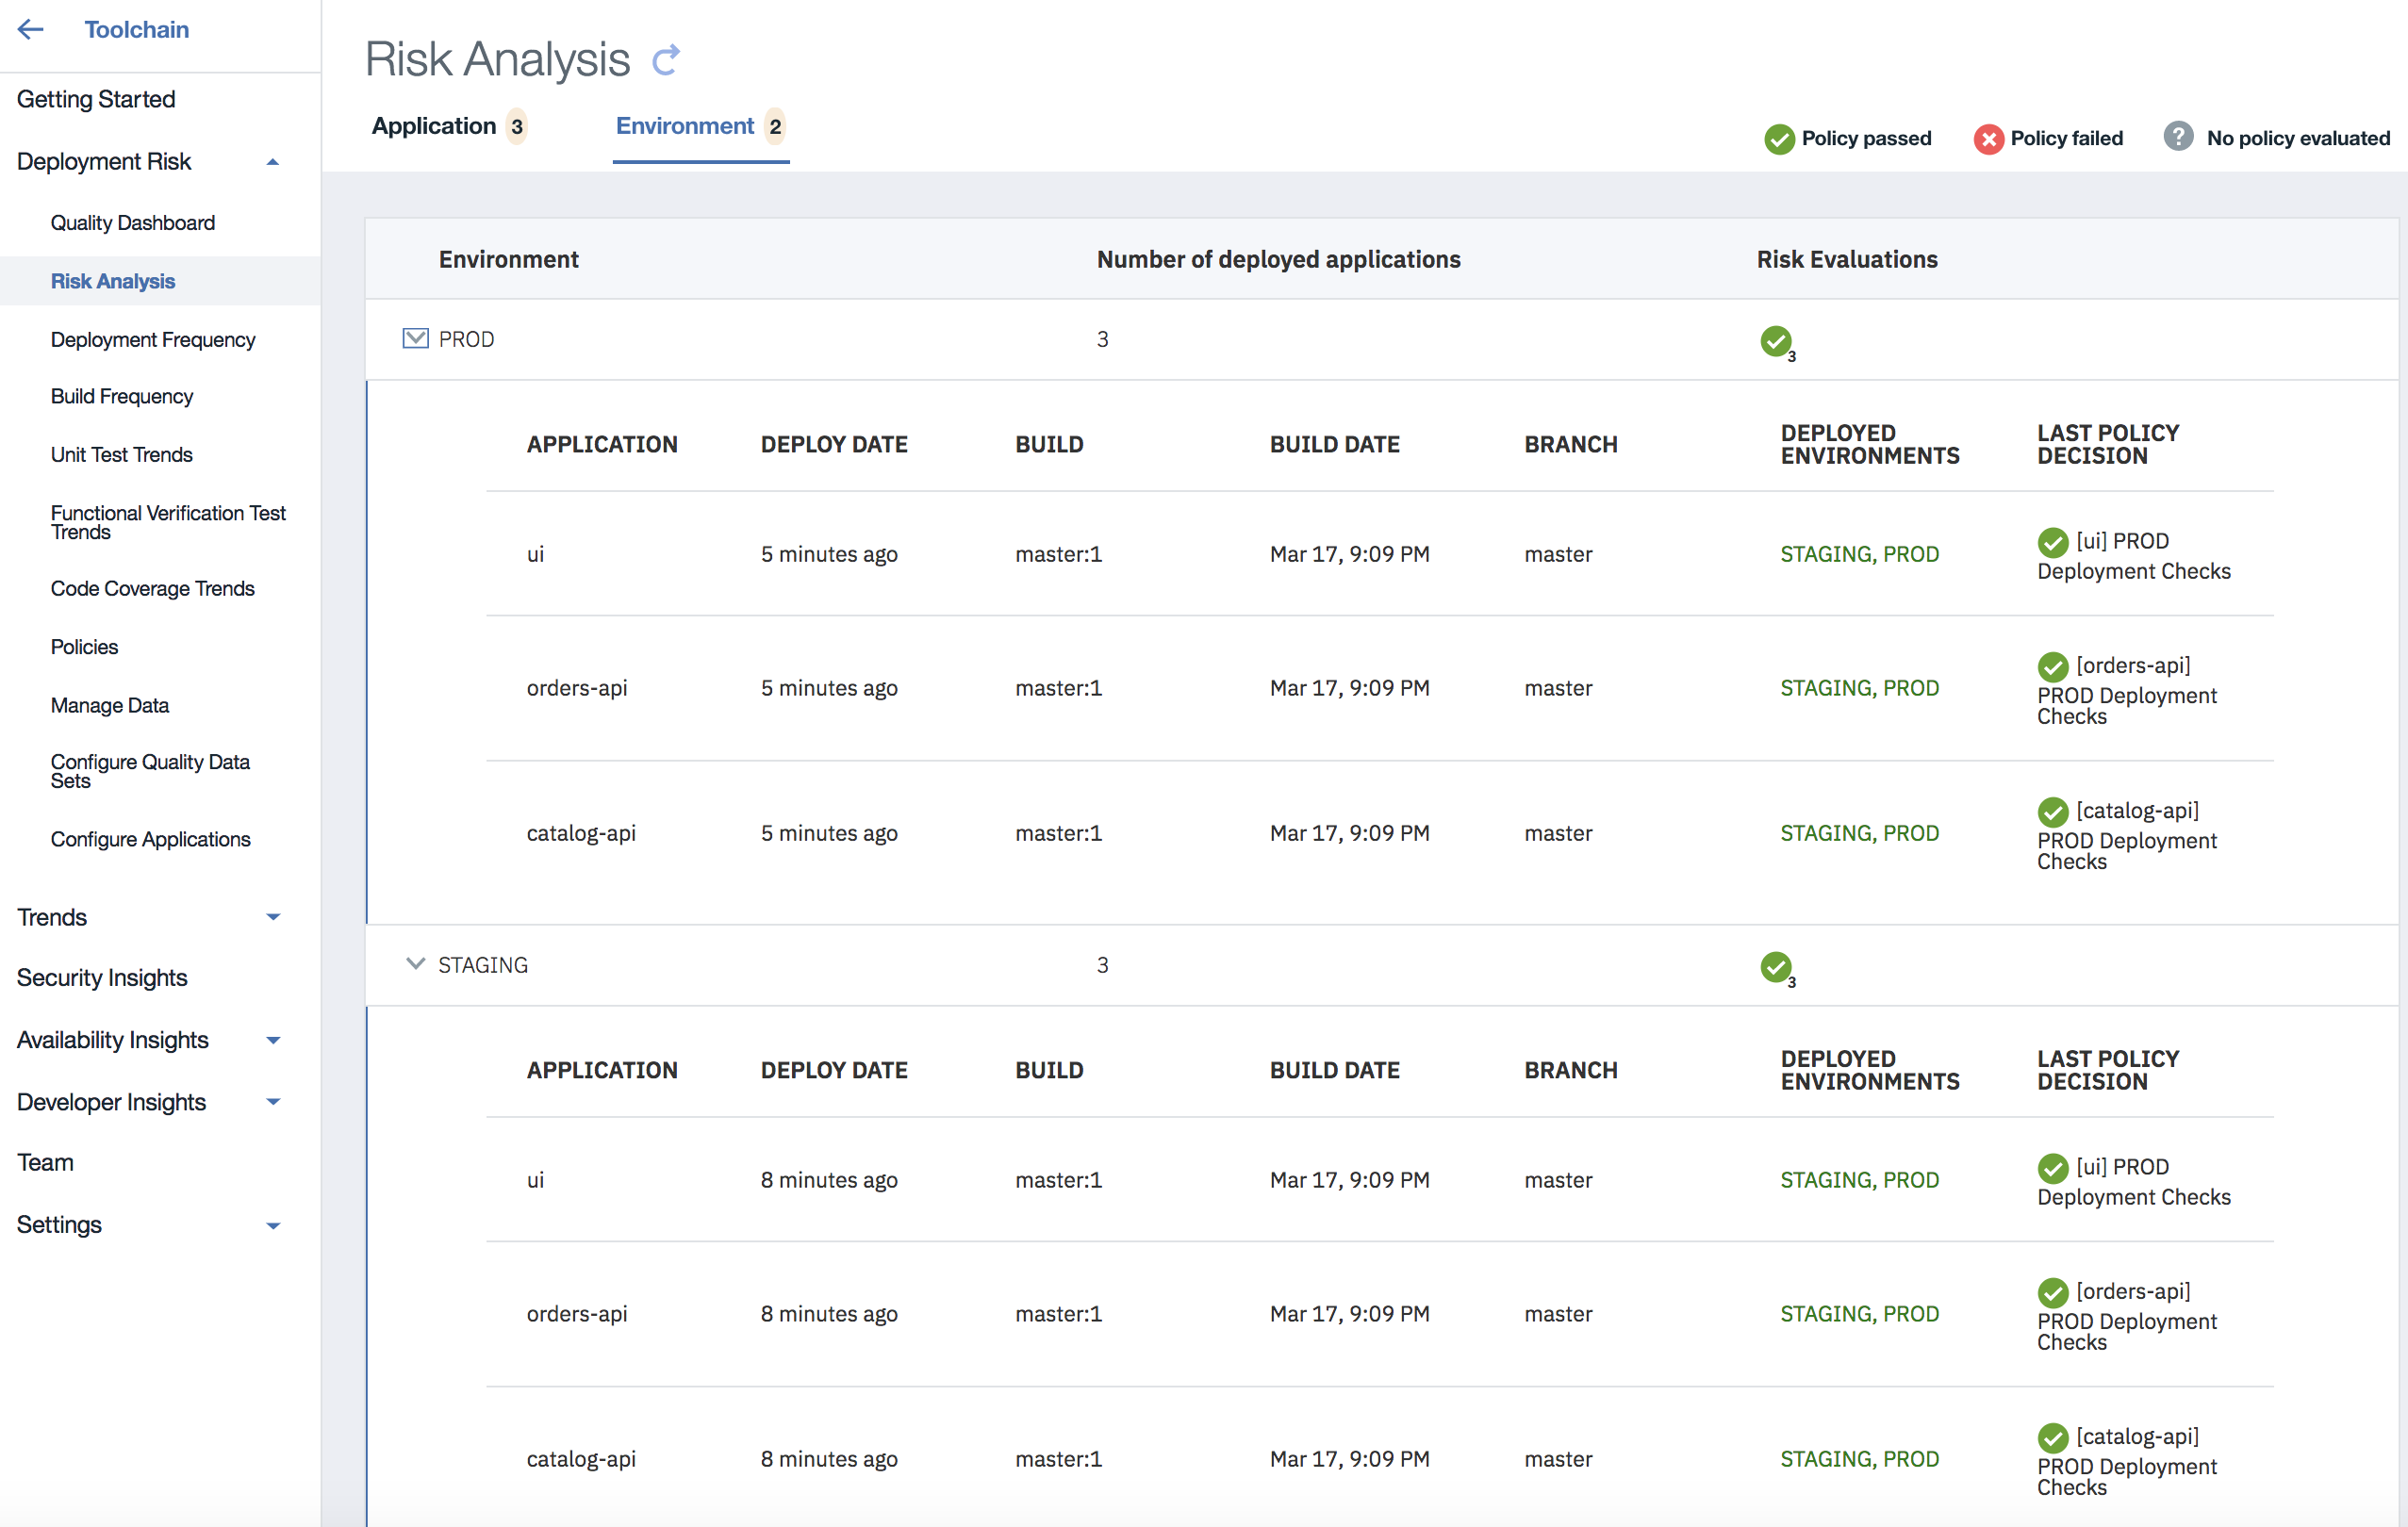 Toolchain
Getting Started
Deployment Risk
Quality Dashboard
Risk Analysis
Deployment Frequency
Build Frequency
Unit Test Trends
Functional Verification Test
Trends
Code Coverage Trends
Policies
Manage Data
Configure Quality Data
Sets
Configure Applications
Trends
Security Insights
Availability Insights
Developer Insights
Team
Settings
Risk Analysis
Application 3 Environment 2
Policy passed Policy failed ? No policy evaluated
Environment Number of deployed applications Risk Evaluations
PROD 3 3
APPLICATION DEPLOY DATE BUILD BUILD DATE BRANCH DEPLOYED ENVIRONMENTS LAST POLICY DECISION
ui 5 minutes ago master:1 Mar 17, 9:09 PM master STAGING, PROD [ui] PROD
Deployment Checks
orders-api 5 minutes ago master:1 Mar 17, 9:09 PM master STAGING, PROD [orders-api]
PROD Deployment
Checks
catalog-api 5 minutes ago master:1 Mar 17, 9:09 PM master STAGING, PROD [catalog-api]
PROD Deployment
Checks
STAGING 3 3
APPLICATION DEPLOY DATE BUILD BUILD DATE BRANCH DEPLOYED ENVIRONMENTS LAST POLICY DECISION
ui 8 minutes ago master:1 Mar 17, 9:09 PM master STAGING, PROD [ui] PROD
Deployment Checks
orders-api 8 minutes ago master:1 Mar 17, 9:09 PM master STAGING, PROD [orders-api]
PROD Deployment
Checks
catalog-api 8 minutes ago master:1 Mar 17, 9:09 PM master STAGING, PROD [catalog-api]
PROD Deployment
Checks